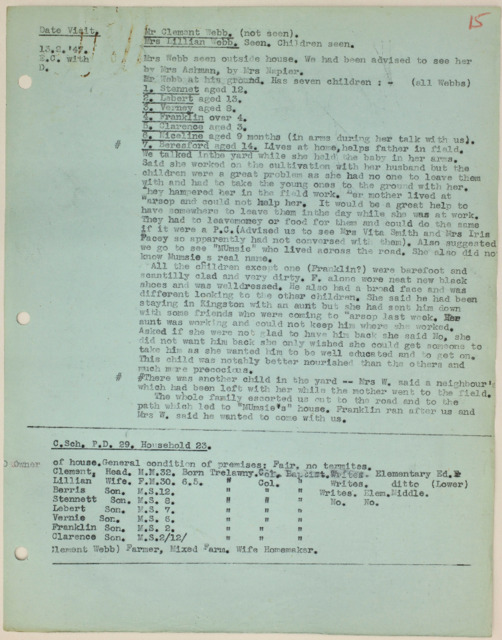 15
Date Visit.
Mr Clement Webb. (not seen).
Mrs Lillian Webb. Seen. Children seen.
13.2.'47.
E.C. with
D.
Mrs Webb seen outside house. We had been advised to see her
by Mrs Ashman, by Mrs Napier.
Mr Webb at his ground. Has seven children : - (all Webbs)
1. Stennet aged 12.
2. Lebert aged 13.
3. Verney aged 8.
4. Franklin over 4.
5. Clarence aged 3.
6. Niceline aged 9 months (in arms during her talk with us).
# 7. Beresford aged 14. Lives at home,helps father in field.
We talked inthe yard while she held the baby in her arms.
Said she worked on the cultivation with her husband but the
children were a great problem as she had no one to leave them
with and had to take the young ones to the ground with her.
They hampered her in the field work. Her mother lived at
Warsop and could not help her. It would be a great help to
have somewhere to leave them inthe day while she was at work.
They had to leavemoney or food for them and could do the same
if it were a P.C.(Advised us to see Mrs Vita Smith and Mrs Iris
Facey so apparently had not conversed with them). Also suggested
we go to see "Mumsie" who lived across the road. She also did no
know Mumsie s real name.
All the children except one (Franklin?) were barefoot and
scantilly clad and very dirty. F. alone wore neat new black
shoes and was welldressed. He also had a broad face and was
different looking to the other children. She said he had been
staying in Kingston with an aunt but she had sent him down
with some friends who were coming to Warsop last week. Her
aunt was working and could not keep him where she worked.
Asked if she were not glad to have him back she said No, she
did not want him back she only wished she could get someone to
take him as she wanted him to be well educated and to get on.
This child was notably better nourished than the others and
much more precocious.
# #There was another child in the yard -- Mrs W. said a neighbour's
which had been left with her while the mother went to the field.
The whole family escorted us out to the road and to the
path which led to "Mumsie's" house. Franklin ran after us and
Mrs W. said he wanted to come with us.
C.Sch. P.D. 29. Household 23.
Owner of house.General condition of premises: Fair, no termites.
Clement, Head. M.M.32. Born Trelawny.Col. Baptist.Writes. Elementary Ed.
Lillian Wife. F.M.30. 6.5. " Col. " Writes. ditto (Lower)
Berris Son. M.S.12. " " " Writes. Elem.Middle.
Stennett Son. M.S. 8. " " " No. No.
Lebert Son. M.S. 7. " " "
Vernie Son. M.S. 5. " " "
Franklin Son. M.S. 2. " " "
Clarence Son. M.S.2/12/ " " "
Clement Webb) Farmer, Mixed Farm. Wife Homemaker.